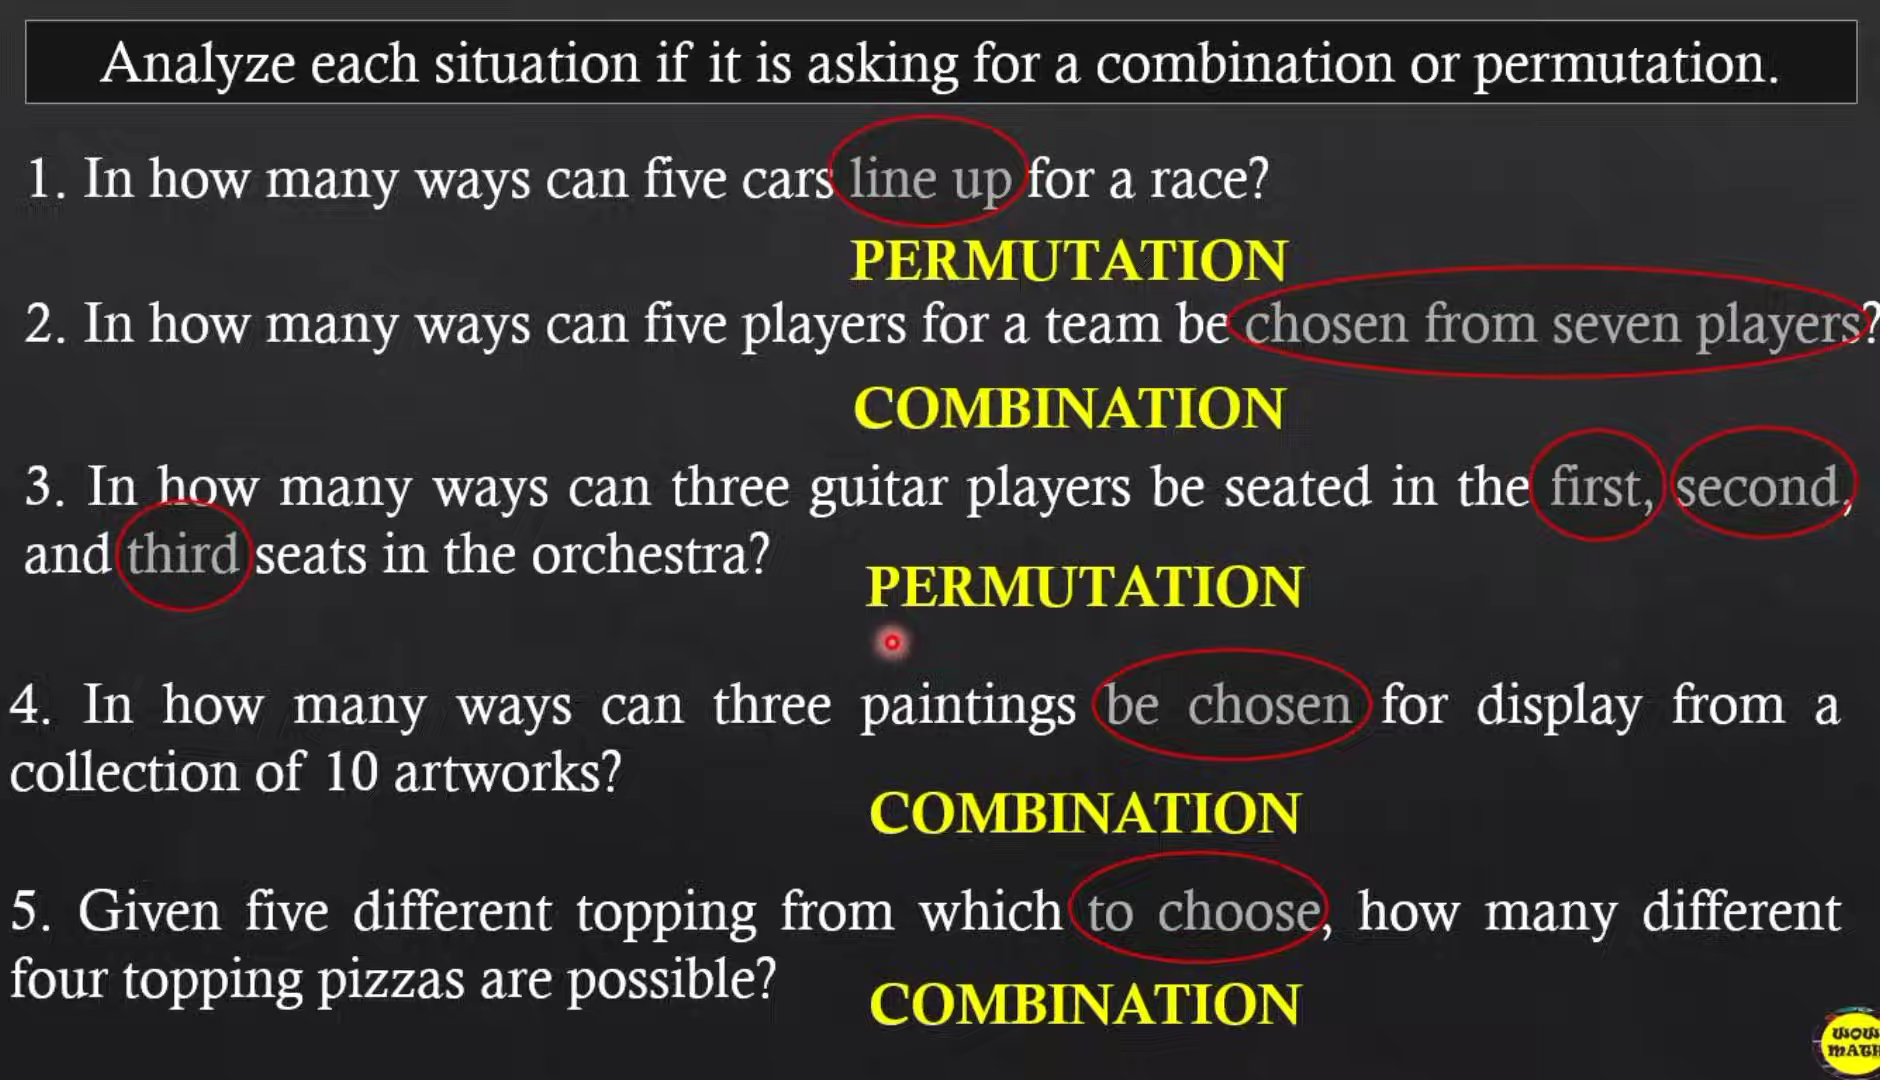 Analyze each situation if it is asking for a combination or permutation.
1. In how many ways can five cars line up for a race?
PERMUTATION
2. In how many ways can five players for a team be chosen from seven players?
COMBINATION
3. In how many ways can three guitar players be seated in the first, second,
and third seats in the orchestra?
PERMUTATION
4. In how many ways can three paintings be chosen for display from a
collection of 10 artworks?
COMBINATION
5. Given five different topping from which to choose, how many different
four topping pizzas are possible?
COMBINATION
WOW
MATH